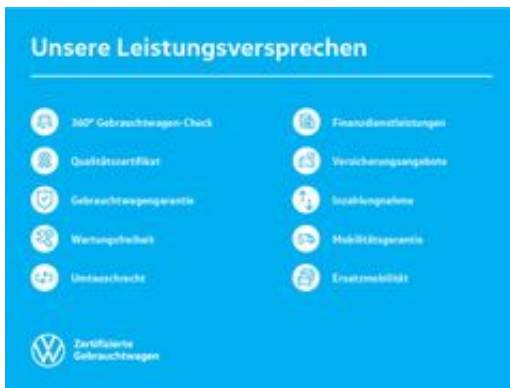 Unsere Leistungsversprechen
360° Gebrauchtwagen-Check
Qualitätszertifikat
Gebrauchtwagengarantie
Wartungsfreiheit
Umtauschrecht
Finanzdienstleistungen
Versicherungsangebote
Inzahlungnahme
Mobilitätsgarantie
Ersatzmobilität
Zertifizierte
Gebrauchtwagen